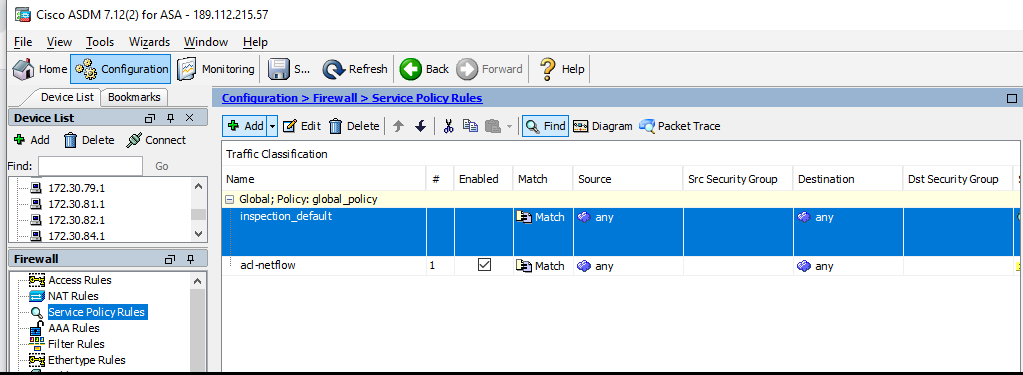 Cisco ASDM 7.12(2) for ASA - 189.112.215.57
File View Tools Wizards Window Help
Home Configuration Monitoring S... Refresh Back Forward Help
Device List Bookmarks
Device List
Add Delete Connect
Find: Go
172.30.79.1
172.30.81.1
172.30.82.1
172.30.84.1
Firewall
Access Rules
NAT Rules
Service Policy Rules
AAA Rules
Filter Rules
Ethertype Rules
Configuration > Firewall > Service Policy Rules
Add Edit Delete Find Diagram Packet Trace
Traffic Classification
Name # Enabled Match Source Src Security Group Destination Dst Security Group
Global; Policy: global_policy
inspection_default Match any any
acl-netflow 1 Match any any